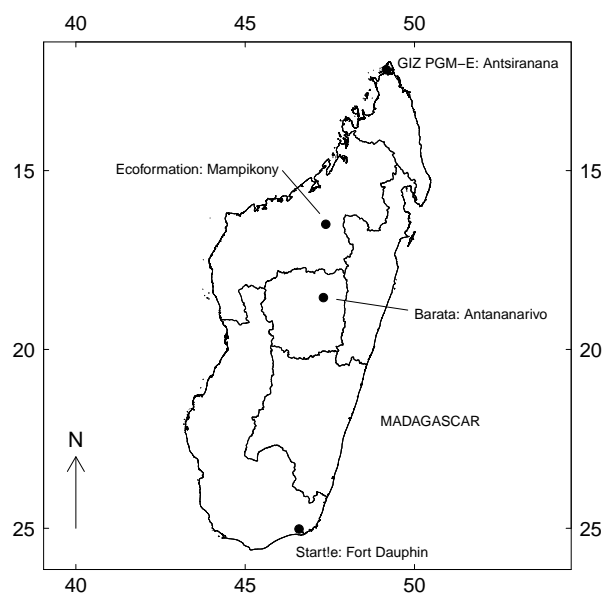 40 45 50
GIZ PGM−E: Antsiranana
15 15
Ecoformation: Mampikony
Barata: Antananarivo
20 20
MADAGASCAR
N
25 25
Start!e: Fort Dauphin
40 45 50